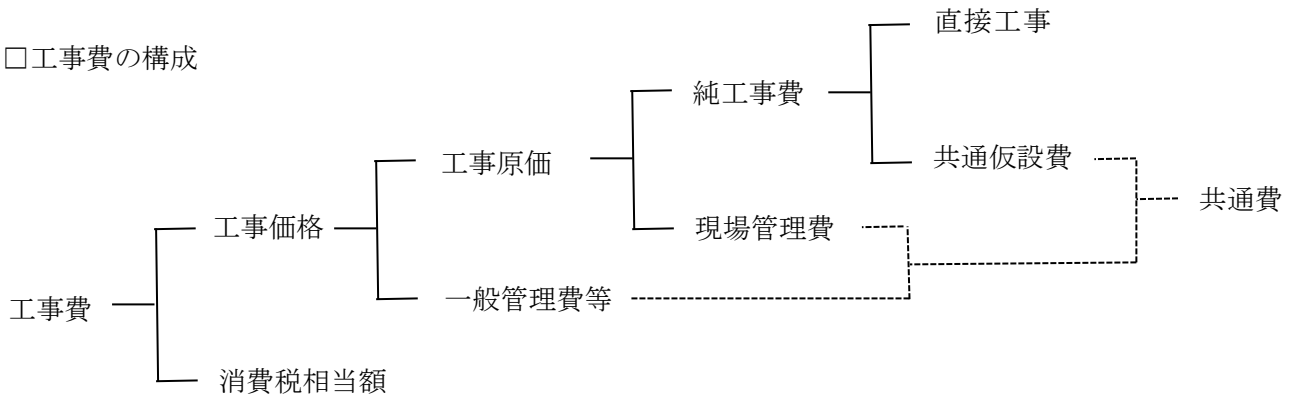 □工事費の構成
直接工事
純工事費
共通仮設費
工事原価
共通費
現場管理費
工事価格
一般管理費等
工事費
消費税相当額